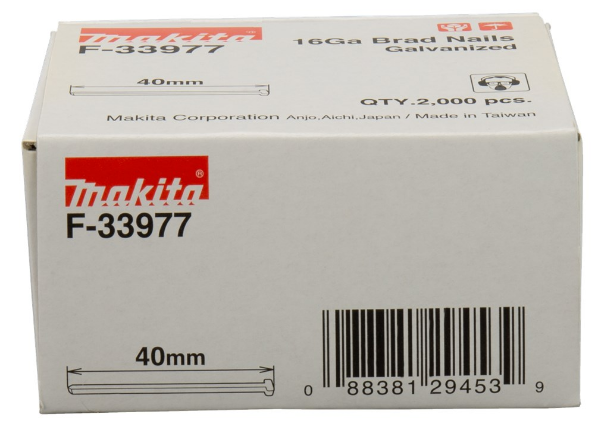 makita
F-33977
16Ga Brad Nails
Galvanized
40mm
QTY.2,000 pcs.
Makita Corporation Anjo,Aichi,Japan / Made in Taiwan
makita®
F-33977
40mm
0 88381 29453 9